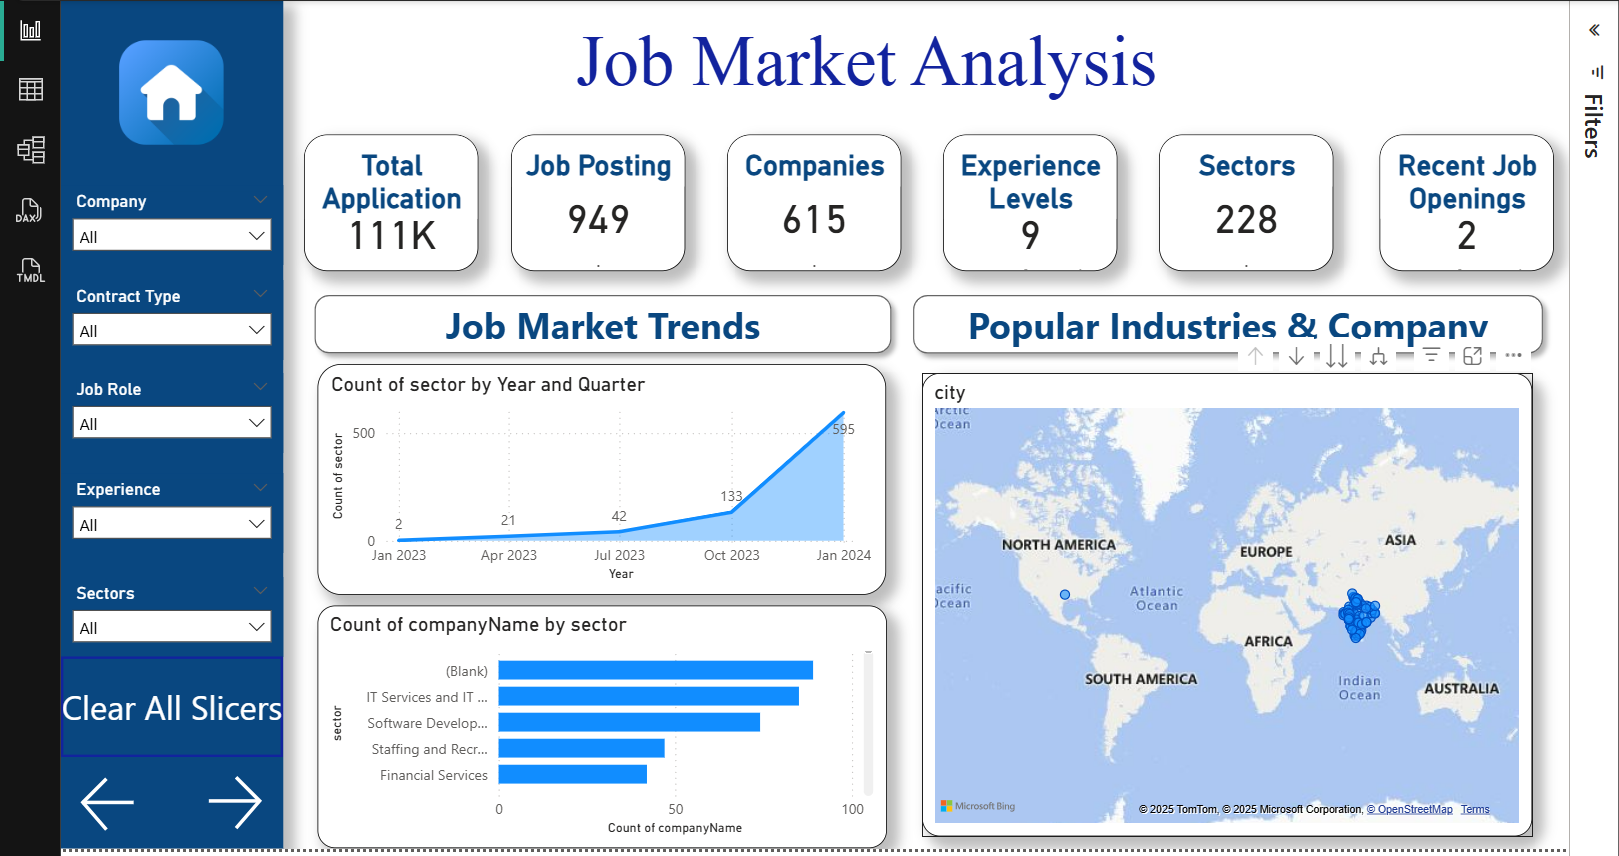 Job Market Analysis
Company
All
Contract Type
All
Job Role
All
Experience
All
Sectors
All
Clear All Slicers
DAX
TMDL
Total
Application
111K
Job Posting
949
Companies
615
Experience
Levels
9
Sectors
228
Recent Job
Openings
2
Filters
Job Market Trends
Popular Industries & Company
Count of sector by Year and Quarter
Count of sector
500
0
2
21
42
133
595
Jan 2023
Apr 2023
Jul 2023
Oct 2023
Jan 2024
Year
Count of companyName by sector
sector
(Blank)
IT Services and IT ...
Software Develop...
Staffing and Recr...
Financial Services
0
50
100
Count of companyName
city
Arctic
Ocean
NORTH AMERICA
EUROPE
ASIA
Pacific
Ocean
Atlantic
Ocean
AFRICA
SOUTH AMERICA
Indian
Ocean
AUSTRALIA
Microsoft Bing
© 2025 TomTom, © 2025 Microsoft Corporation, © OpenStreetMap Terms